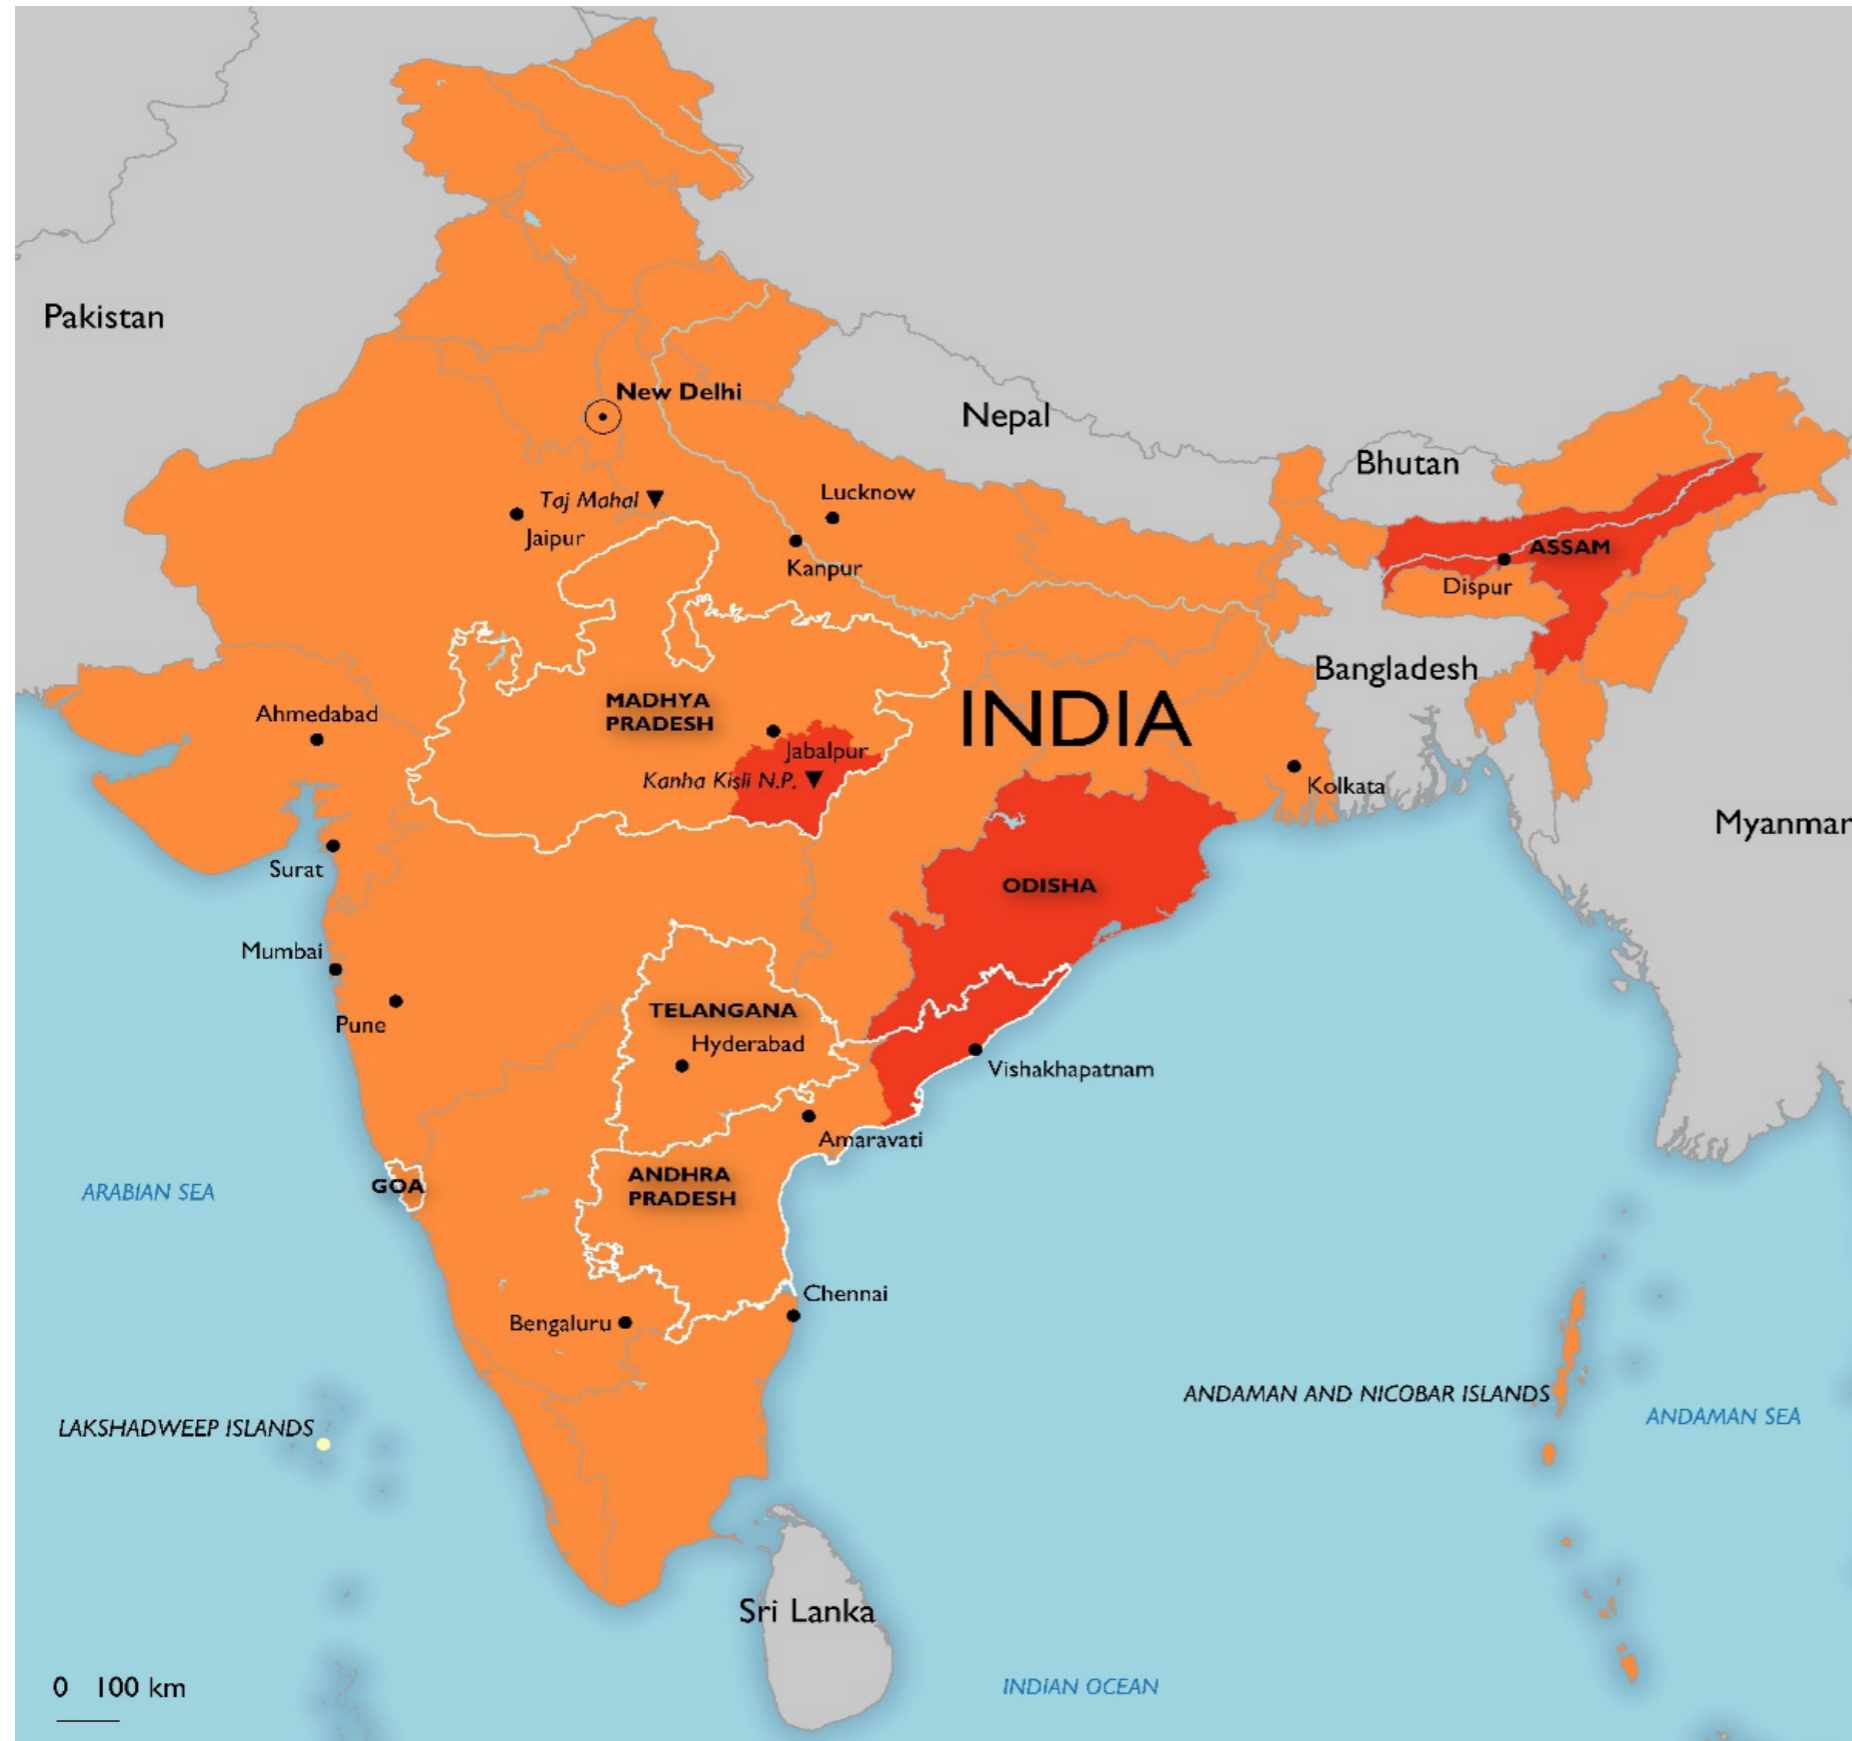 Pakistan
New Delhi
Nepal
Bhutan
Taj Mahal
Lucknow
Jaipur
Kanpur
ASSAM
Dispur
Bangladesh
MADHYA
PRADESH
INDIA
Ahmedabad
Jabalpur
Kanha Kisli N.P.
Kolkata
Myanmar
Surat
ODISHA
Mumbai
Pune
TELANGANA
Hyderabad
Vishakhapatnam
Amaravati
ARABIAN SEA
GOA
ANDHRA
PRADESH
Chennai
Bengaluru
ANDAMAN AND NICOBAR ISLANDS
ANDAMAN SEA
LAKSHADWEEP ISLANDS
Sri Lanka
0 100 km
INDIAN OCEAN